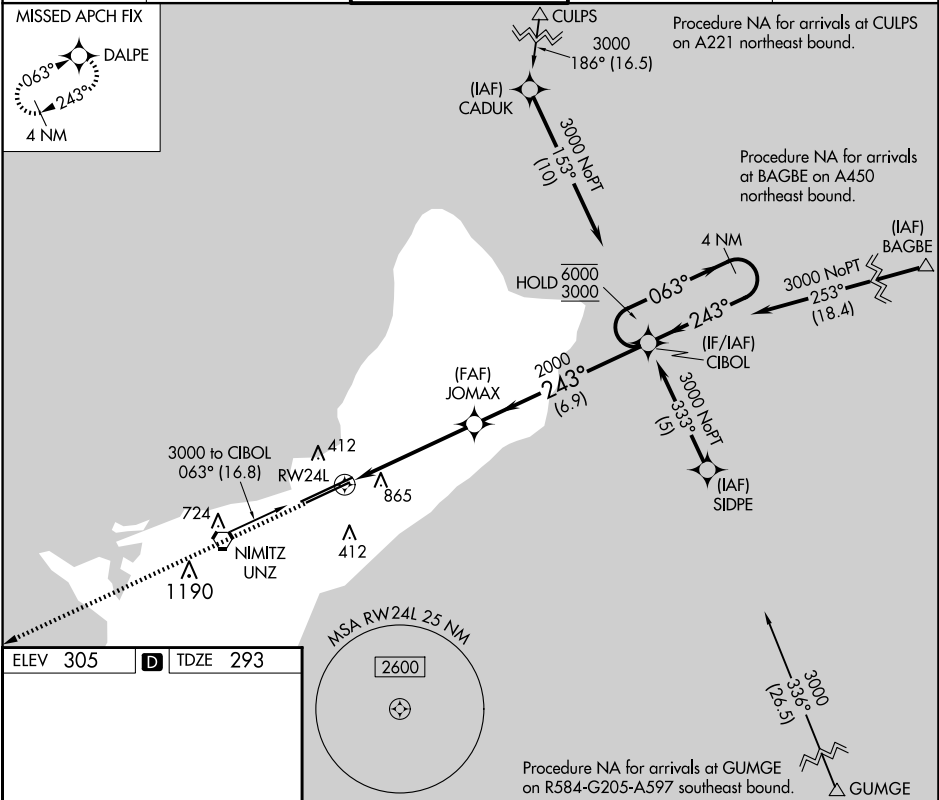 MISSED APCH FIX
DALPE
063°
243°
4 NM
CULPS
3000
186° (16.5)
Procedure NA for arrivals at CULPS
on A221 northeast bound.
(IAF)
CADUK
3000 NoPT
153°
(10)
Procedure NA for arrivals
at BAGBE on A450
northeast bound.
(IAF)
BAGBE
4 NM
HOLD 6000
3000
063°
243°
3000 NoPT
253°
(18.4)
(IF/IAF)
CIBOL
2000
243°
(6.9)
(FAF)
JOMAX
3000 NoPT
333°
(5)
(IAF)
SIDPE
3000 to CIBOL
063° (16.8)
412
RW24L
865
724
412
NIMITZ
UNZ
1190
MSA RW24L 25 NM
2600
ELEV 305
D
TDZE 293
3000
336°
(26.5)
Procedure NA for arrivals at GUMGE
on R584-G205-A597 southeast bound.
GUMGE